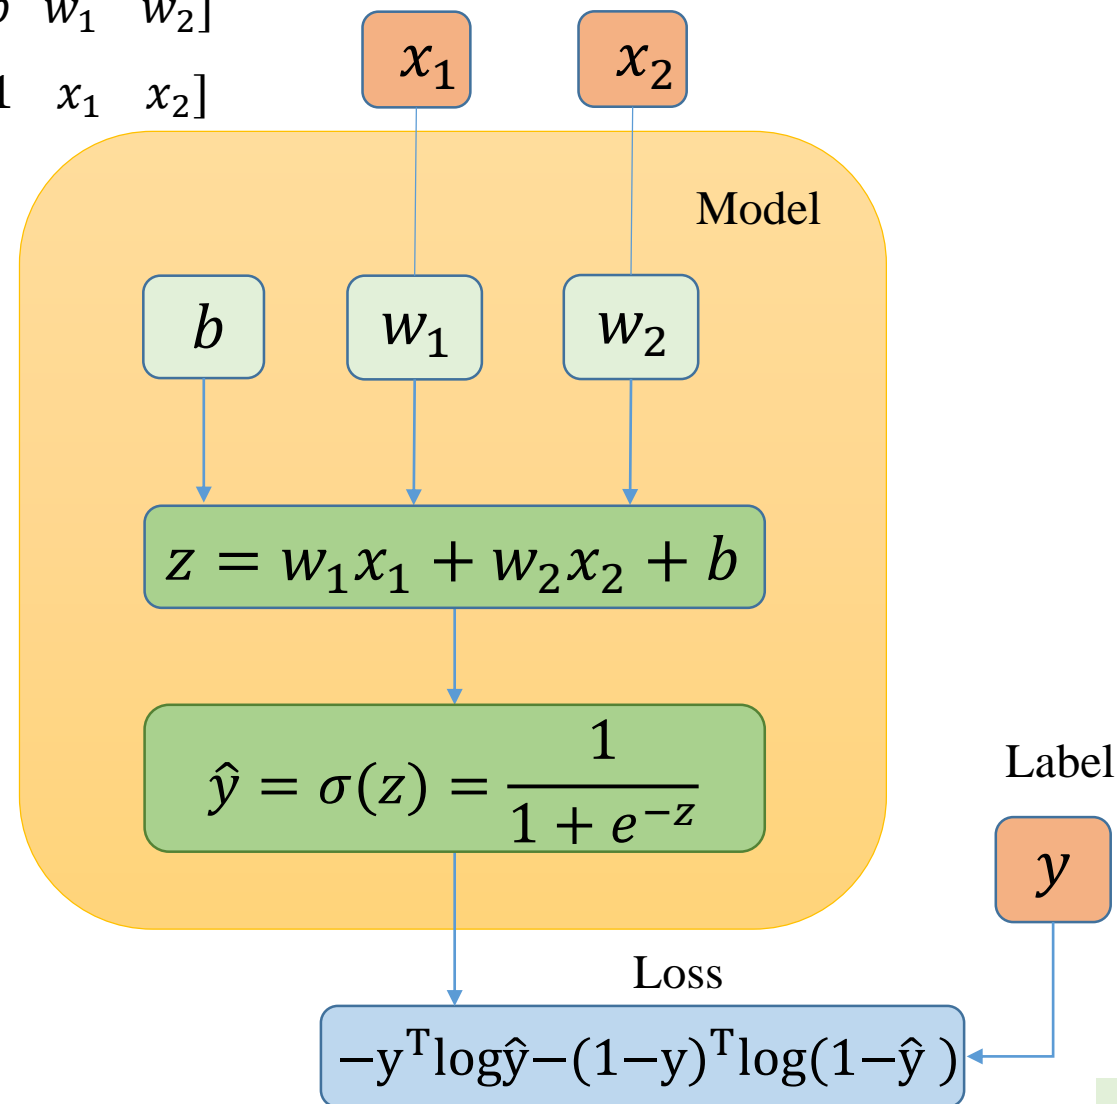 b w₁ w₂]
1 x₁ x₂]
x₁ x₂
Model
b w₁ w₂
z = w₁x₁ + w₂x₂ + b
ŷ = σ(z) = 1 / (1 + e⁻ᶻ)
Label
y
Loss
−yᵀlogŷ−(1−y)ᵀlog(1−ŷ )